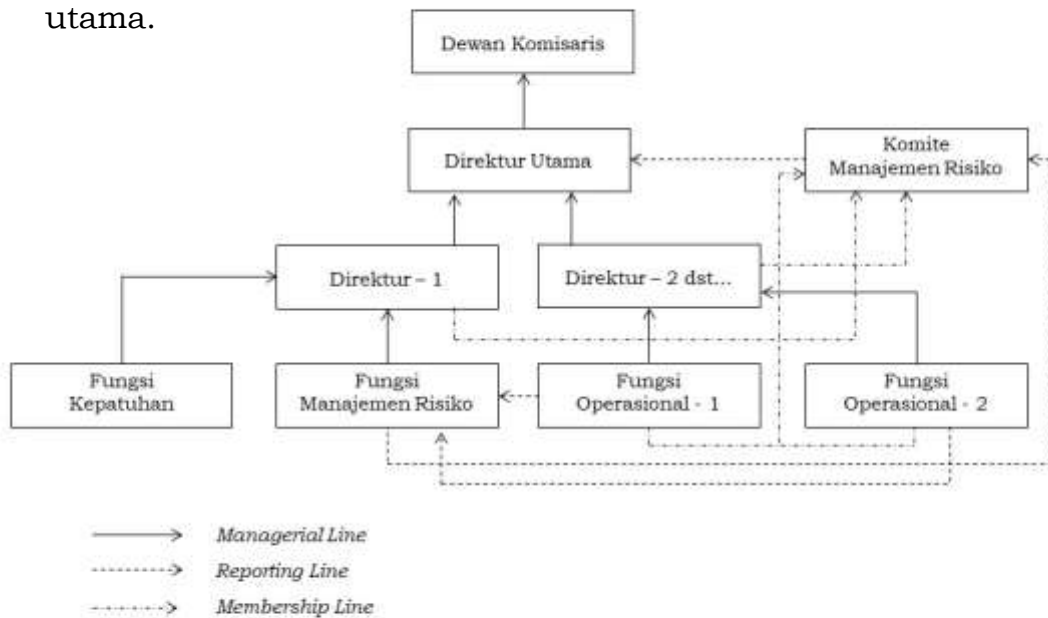 utama.
Dewan Komisaris
Direktur Utama
Komite
Manajemen Risiko
Direktur – 1
Direktur – 2 dst...
Fungsi
Kepatuhan
Fungsi
Manajemen Risiko
Fungsi
Operasional - 1
Fungsi
Operasional - 2
Managerial Line
Reporting Line
Membership Line